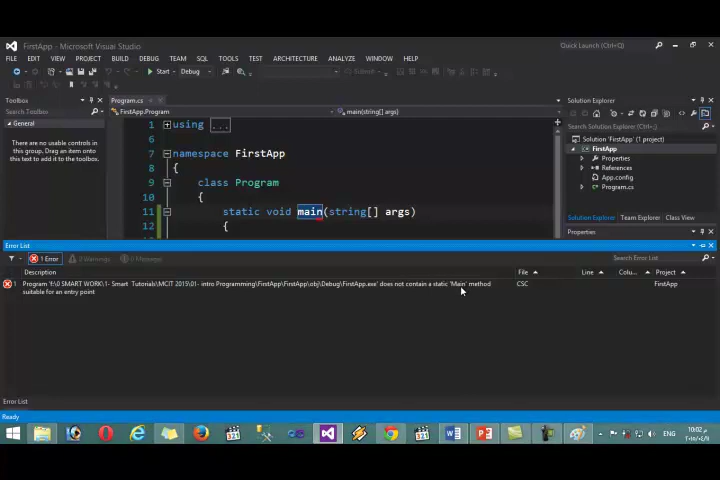 FirstApp - Microsoft Visual Studio
Quick Launch (Ctrl+Q)
FILE EDIT VIEW PROJECT BUILD DEBUG TEAM SQL TOOLS TEST ARCHITECTURE ANALYZE WINDOW HELP
Start Debug
Toolbox
Search Toolbox
General
There are no usable controls in
this group. Drag an item onto
this text to add it to the toolbox.
Program.cs
FirstApp.Program
main(string[] args)
1 using ...
6
7 namespace FirstApp
8 {
9 class Program
10 {
11 static void main(string[] args)
12 {
Solution Explorer
Search Solution Explorer
Solution 'FirstApp' (1 project)
FirstApp
Properties
References
App.config
Program.cs
Solution Explorer Team Explorer Class View
Properties
Error List
1 Error 0 Warnings 0 Messages
Search Error List
Description File Line Colu... Project
1 Program 'f:\0 SMART WORK\1- Smart Tutorials\MCIT 2015\01- intro Programming\FirstApp\FirstApp\obj\Debug\FirstApp.exe' does not contain a static 'Main' method CSC FirstApp
suitable for an entry point
Error List
Ready
321
321
ENG
10:02